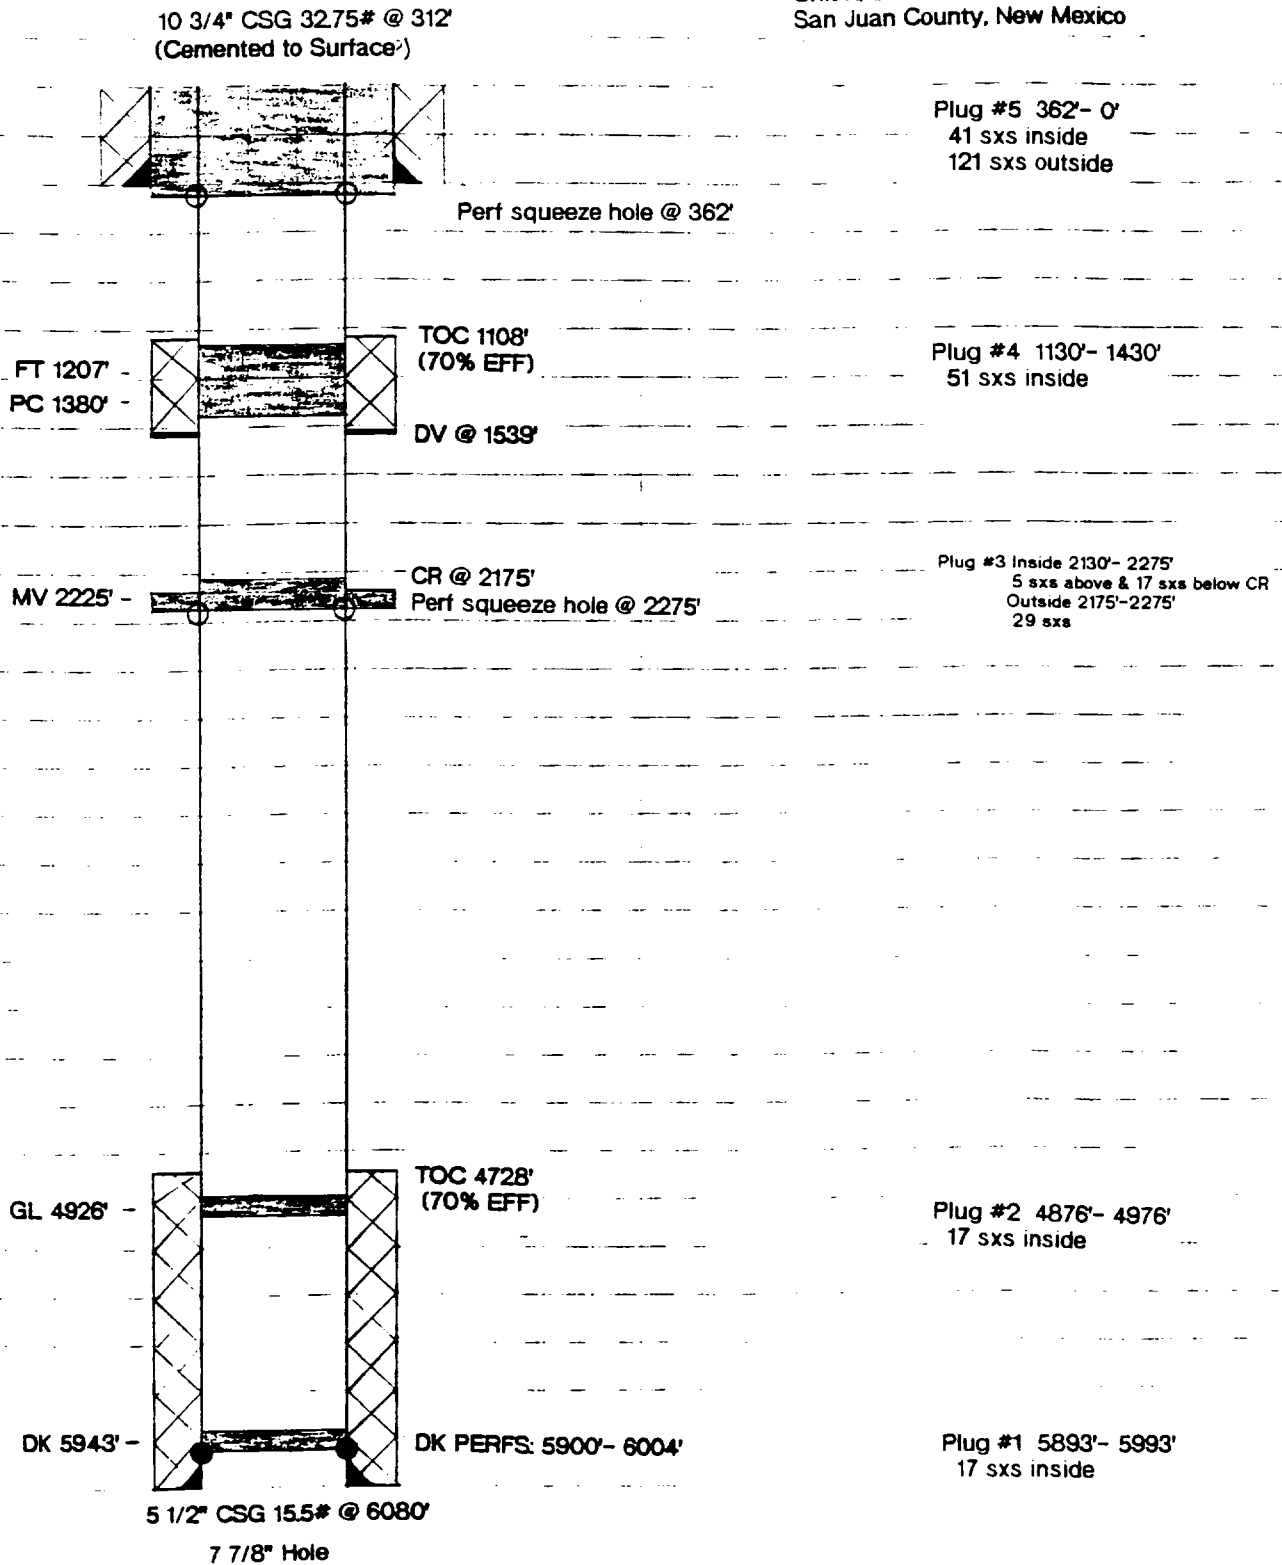 10 3/4" CSG 32.75# @ 312'
(Cemented to Surface)
San Juan County, New Mexico
Plug #5 362'- 0'
41 sxs inside
121 sxs outside
Perf squeeze hole @ 362'
TOC 1108'
(70% EFF)
FT 1207' -
PC 1380' -
DV @ 1539'
Plug #4 1130'- 1430'
51 sxs inside
MV 2225' -
CR @ 2175'
Perf squeeze hole @ 2275'
Plug #3 Inside 2130'- 2275'
5 sxs above & 17 sxs below CR
Outside 2175'-2275'
29 sxs
TOC 4728'
(70% EFF)
GL 4926' -
Plug #2 4876'- 4976'
17 sxs inside
DK 5943' -
DK PERFS: 5900'- 6004'
Plug #1 5893'- 5993'
17 sxs inside
5 1/2" CSG 15.5# @ 6080'
7 7/8" Hole